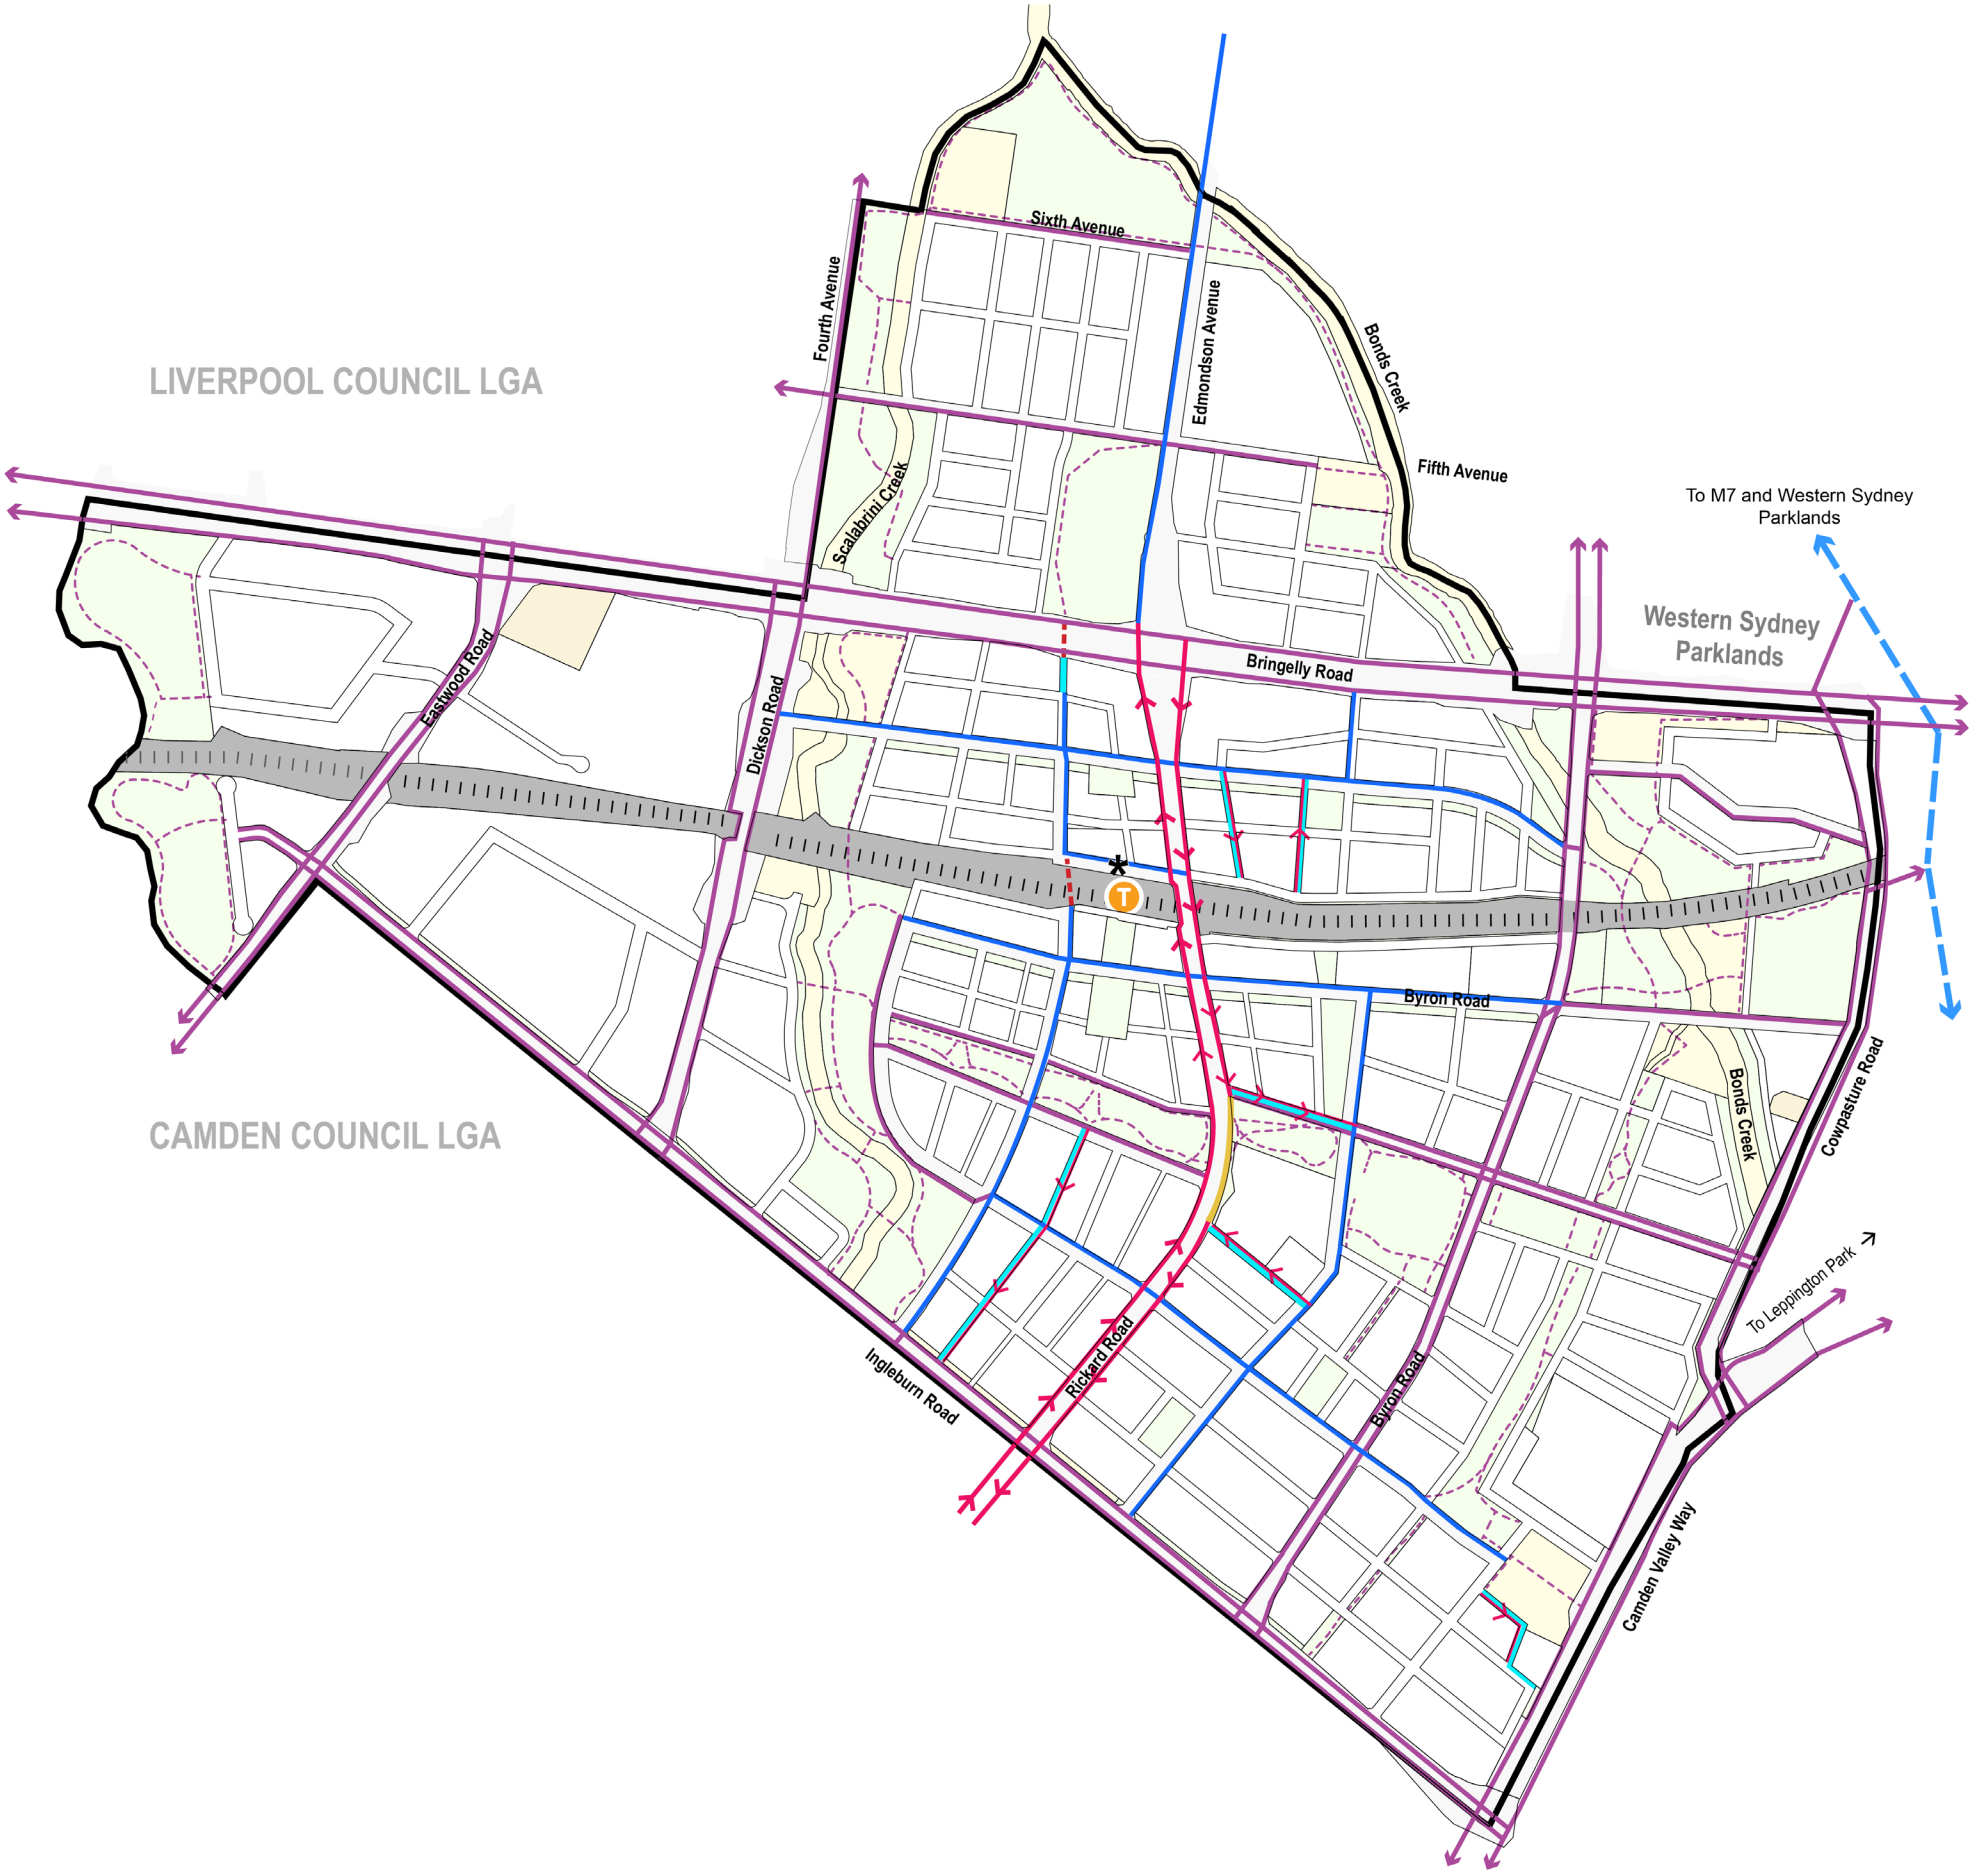 Sixth Avenue
Fourth Avenue
Edmondson Avenue
Bonds Creek
LIVERPOOL COUNCIL LGA
Scalabrini Creek
Fifth Avenue
To M7 and Western Sydney
Parklands
Western Sydney
Parklands
Bringelly Road
Eastwood Road
Dickson Road
*
T
Byron Road
CAMDEN COUNCIL LGA
Bonds Creek
Cowpasture Road
To Leppington Park
Rickard Road
Ingleburn Road
Byron Road
Camden Valley Way